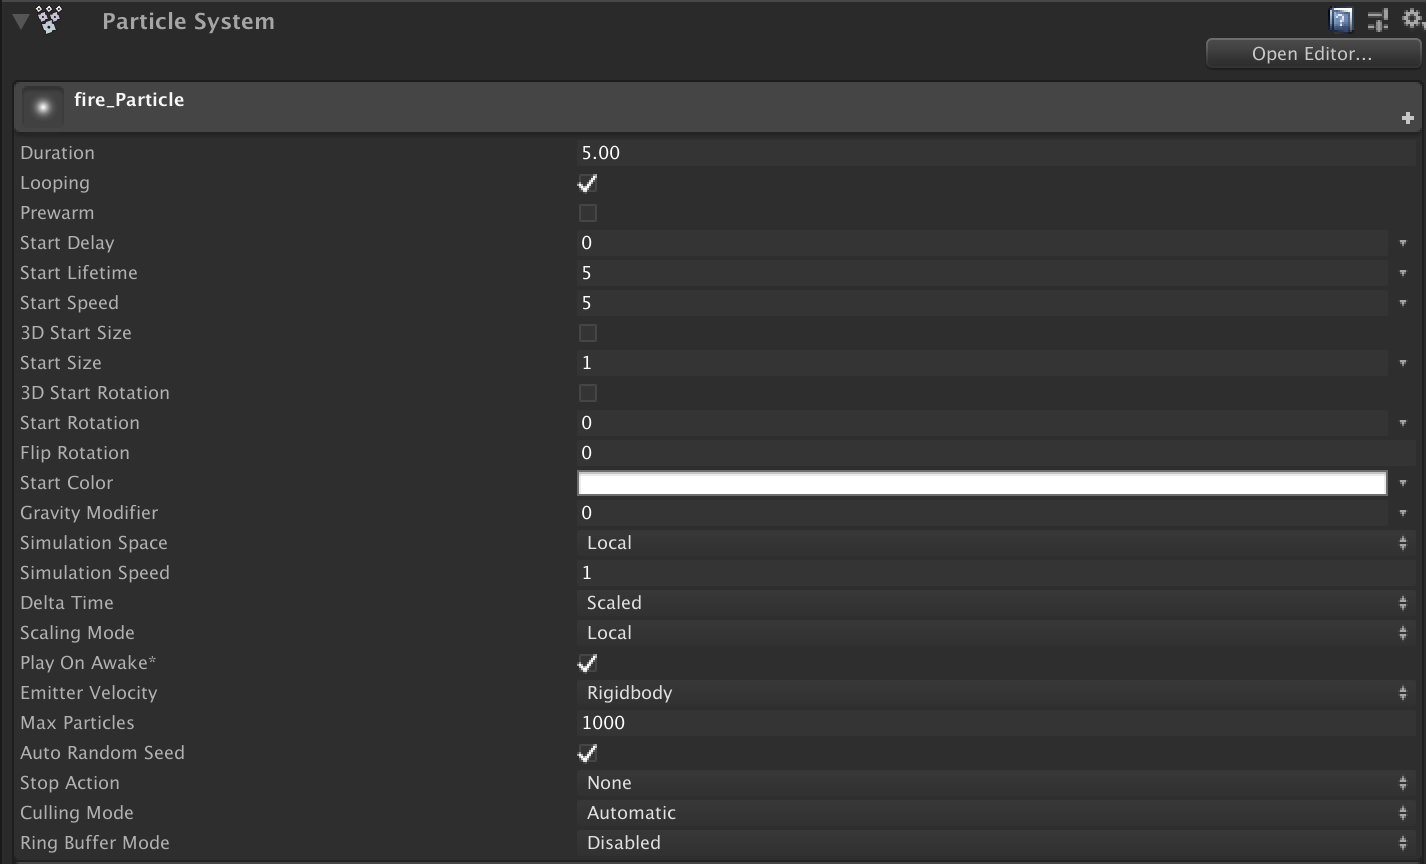 Particle System
Open Editor...
fire_Particle
Duration 5.00
Looping
Prewarm
Start Delay 0
Start Lifetime 5
Start Speed 5
3D Start Size
Start Size 1
3D Start Rotation
Start Rotation 0
Flip Rotation 0
Start Color
Gravity Modifier 0
Simulation Space Local
Simulation Speed 1
Delta Time Scaled
Scaling Mode Local
Play On Awake*
Emitter Velocity Rigidbody
Max Particles 1000
Auto Random Seed
Stop Action None
Culling Mode Automatic
Ring Buffer Mode Disabled